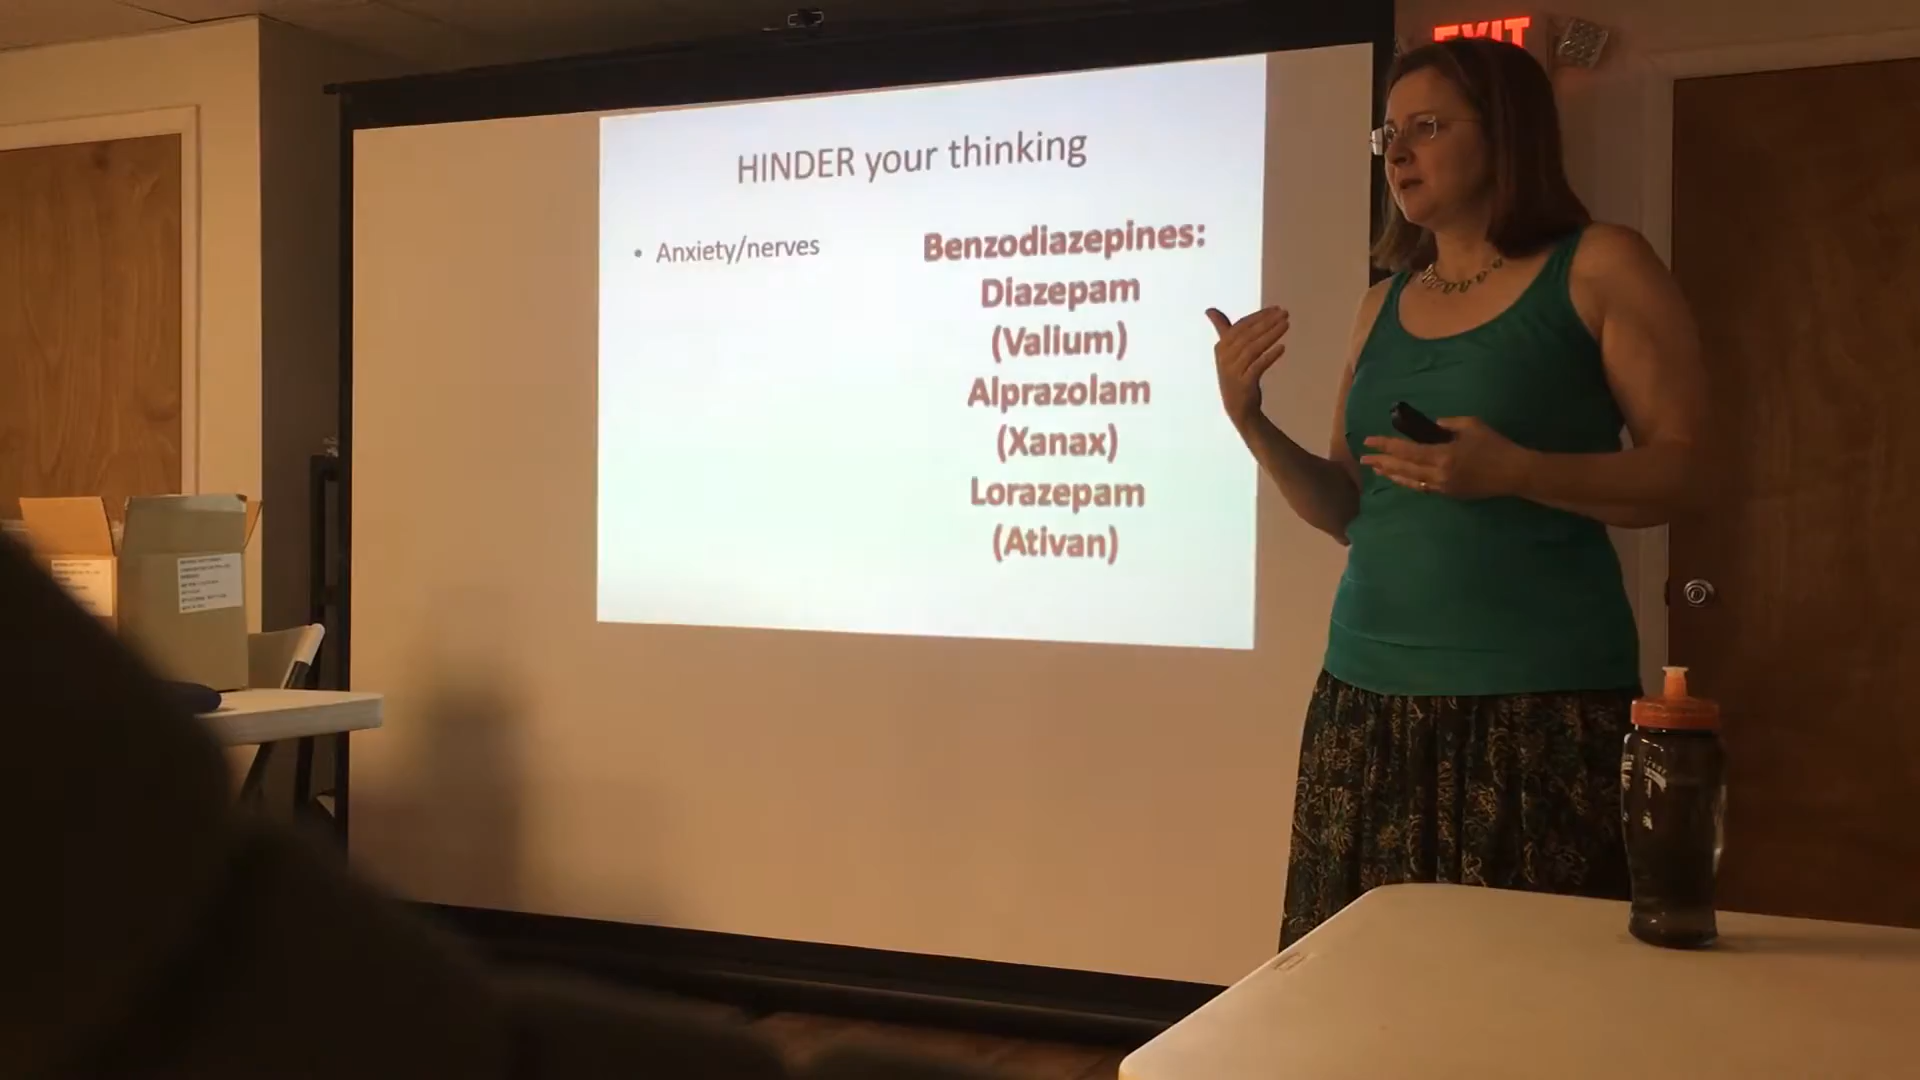 EXIT
HINDER your thinking
• Anxiety/nerves
Benzodiazepines:
Diazepam
(Valium)
Alprazolam
(Xanax)
Lorazepam
(Ativan)